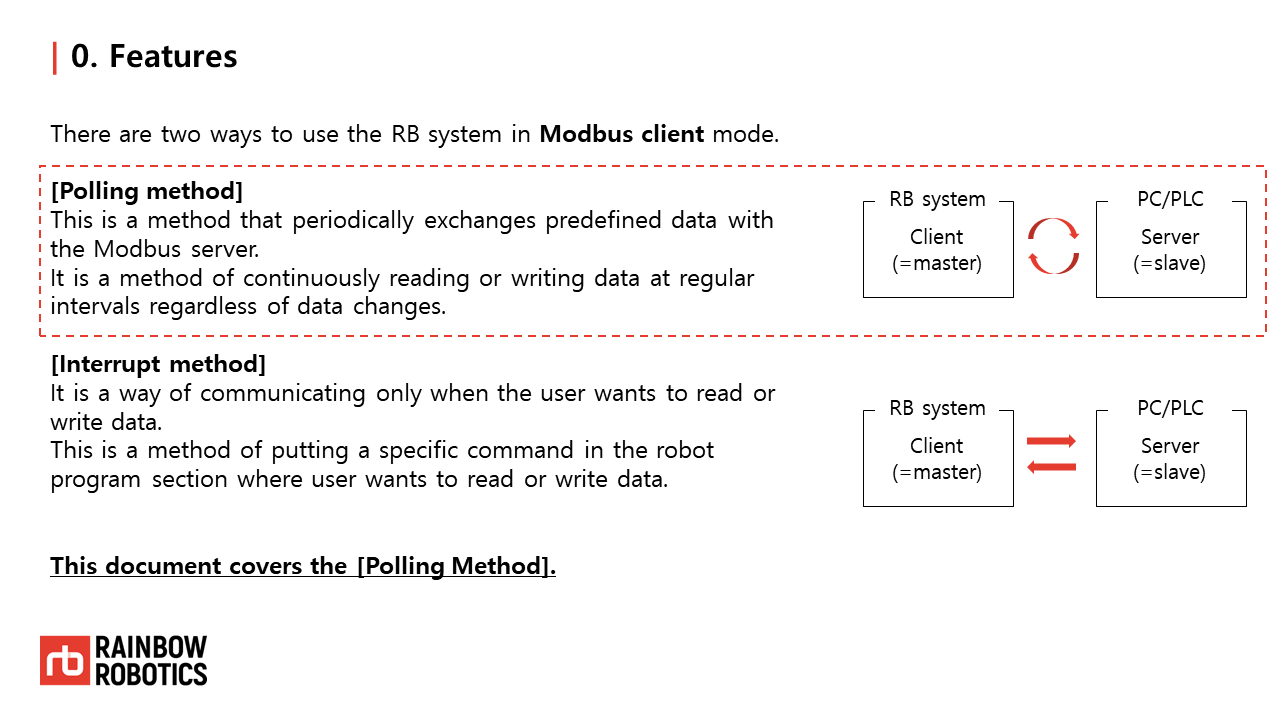 0. Features
There are two ways to use the RB system in Modbus client mode.
[Polling method]
This is a method that periodically exchanges predefined data with
the Modbus server.
It is a method of continuously reading or writing data at regular
intervals regardless of data changes.
RB system
Client
(=master)
PC/PLC
Server
(=slave)
[Interrupt method]
It is a way of communicating only when the user wants to read or
write data.
This is a method of putting a specific command in the robot
program section where user wants to read or write data.
RB system
Client
(=master)
PC/PLC
Server
(=slave)
This document covers the [Polling Method].
rb
RAINBOW
ROBOTICS